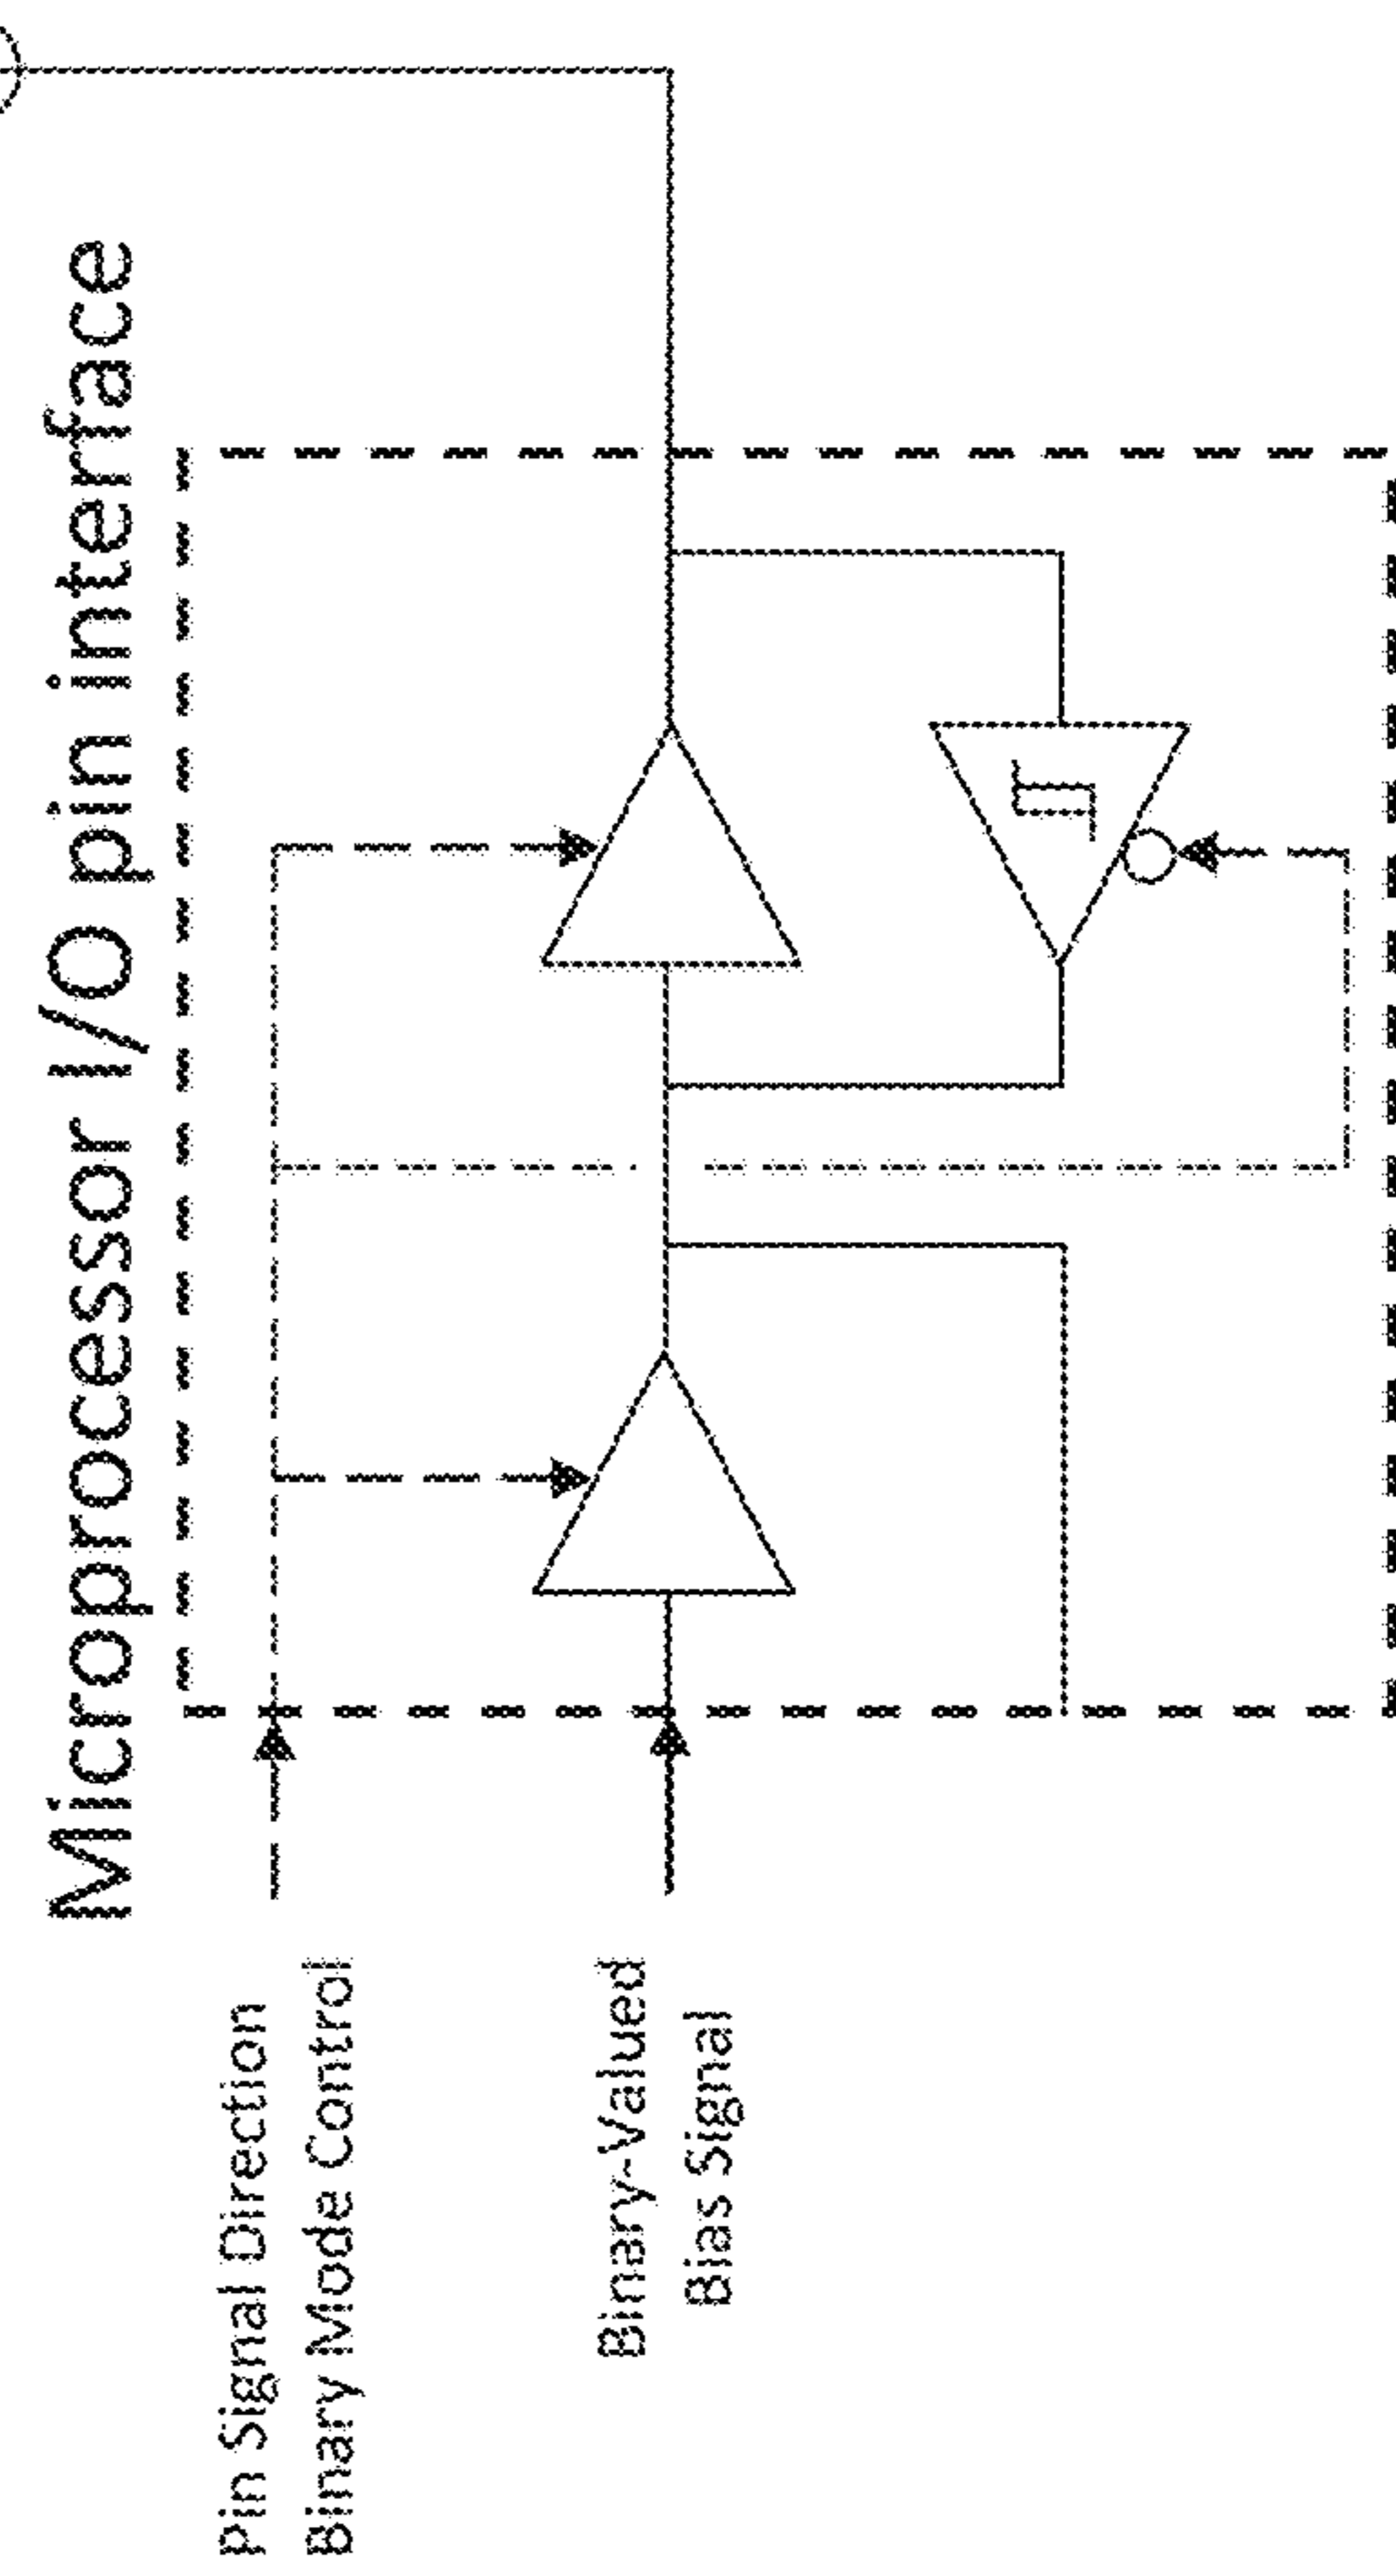 Microprocessor I/O pin interface
Pin Signal Direction
Binary Mode Control
Binary-Valued
Bias Signal